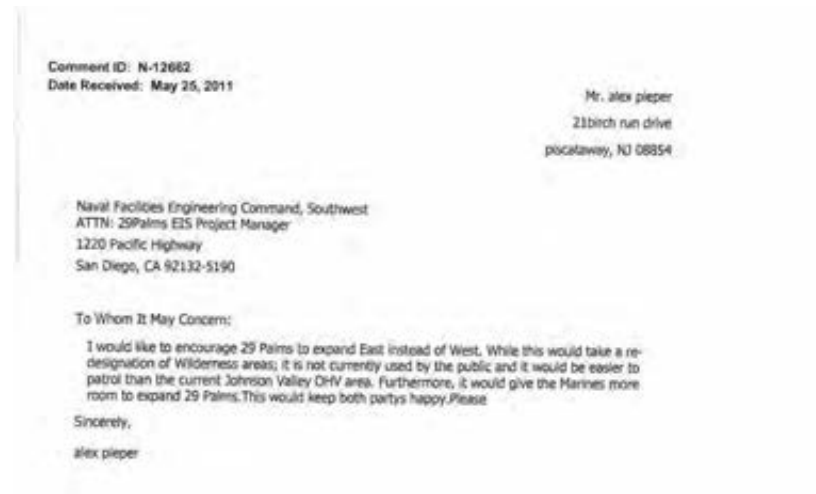 Comment ID: N-12662
Date Received: May 25, 2011
Mr. alex pieper
21birch run drive
piscataway, NJ 08854
Naval Facilities Engineering Command, Southwest
ATTN: 29Palms EIS Project Manager
1220 Pacific Highway
San Diego, CA 92132-5190
To Whom It May Concern:
I would like to encourage 29 Palms to expand East instead of West. While this would take a re-
designation of Wilderness areas; it is not currently used by the public and it would be easier to
patrol than the current Johnson Valley OHV area. Furthermore, it would give the Marines more
room to expand 29 Palms.This would keep both partys happy.Please
Sincerely,
alex pieper